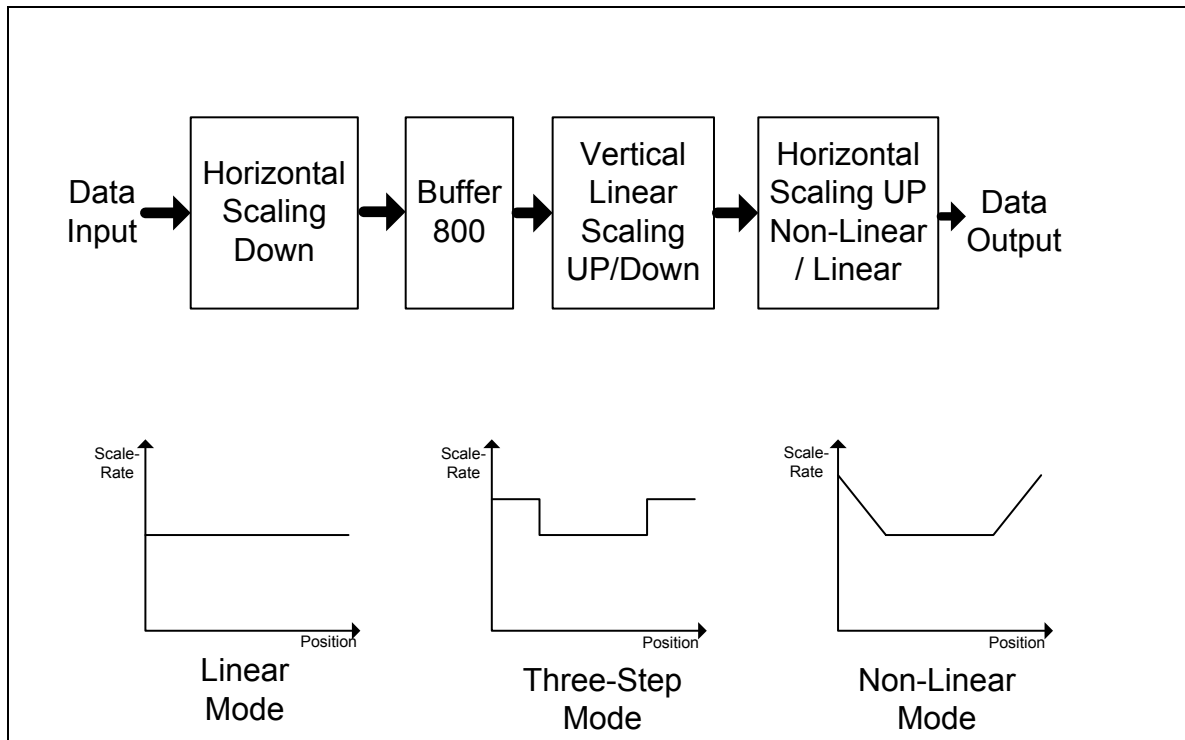 Data
Input
Horizontal
Scaling
Down
Buffer
800
Vertical
Linear
Scaling
UP/Down
Horizontal
Scaling UP
Non-Linear
/ Linear
Data
Output
Scale-
Rate
Position
Linear
Mode
Scale-
Rate
Position
Three-Step
Mode
Scale-
Rate
Position
Non-Linear
Mode